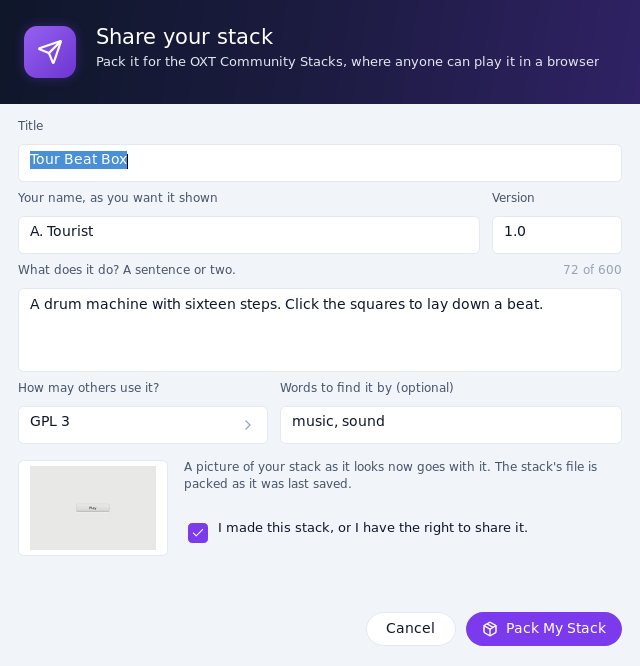 Share your stack
Pack it for the OXT Community Stacks, where anyone can play it in a browser
Title
Tour Beat Box
Your name, as you want it shown
Version
A. Tourist
1.0
What does it do? A sentence or two.
72 of 600
A drum machine with sixteen steps. Click the squares to lay down a beat.
How may others use it?
Words to find it by (optional)
GPL 3
music, sound
A picture of your stack as it looks now goes with it. The stack's file is
packed as it was last saved.
Play
I made this stack, or I have the right to share it.
Cancel
Pack My Stack